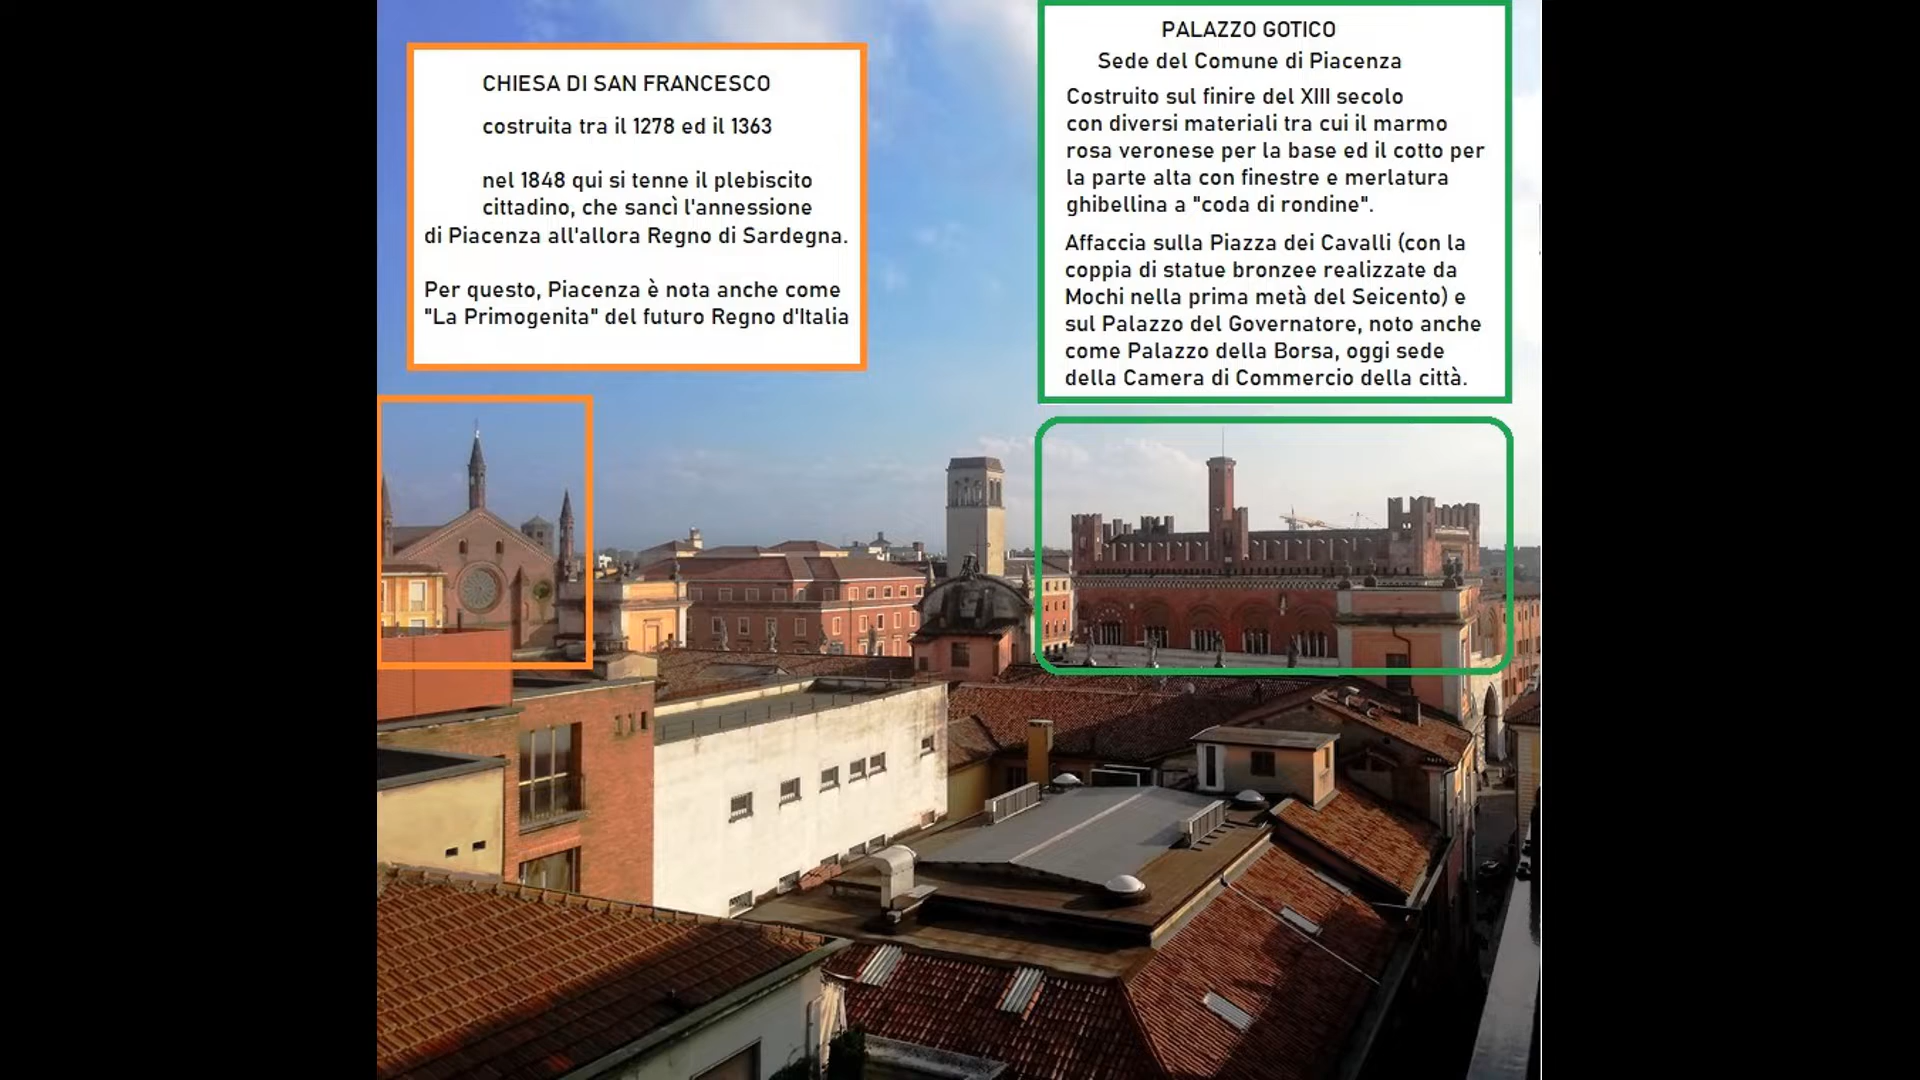 CHIESA DI SAN FRANCESCO
costruita tra il 1278 ed il 1363
nel 1848 qui si tenne il plebiscito
cittadino, che sancì l'annessione
di Piacenza all'allora Regno di Sardegna.
Per questo, Piacenza è nota anche come
"La Primogenita" del futuro Regno d'Italia
PALAZZO GOTICO
Sede del Comune di Piacenza
Costruito sul finire del XIII secolo
con diversi materiali tra cui il marmo
rosa veronese per la base ed il cotto per
la parte alta con finestre e merlatura
ghibellina a "coda di rondine".
Affaccia sulla Piazza dei Cavalli (con la
coppia di statue bronzee realizzate da
Mochi nella prima metà del Seicento) e
sul Palazzo del Governatore, noto anche
come Palazzo della Borsa, oggi sede
della Camera di Commercio della città.